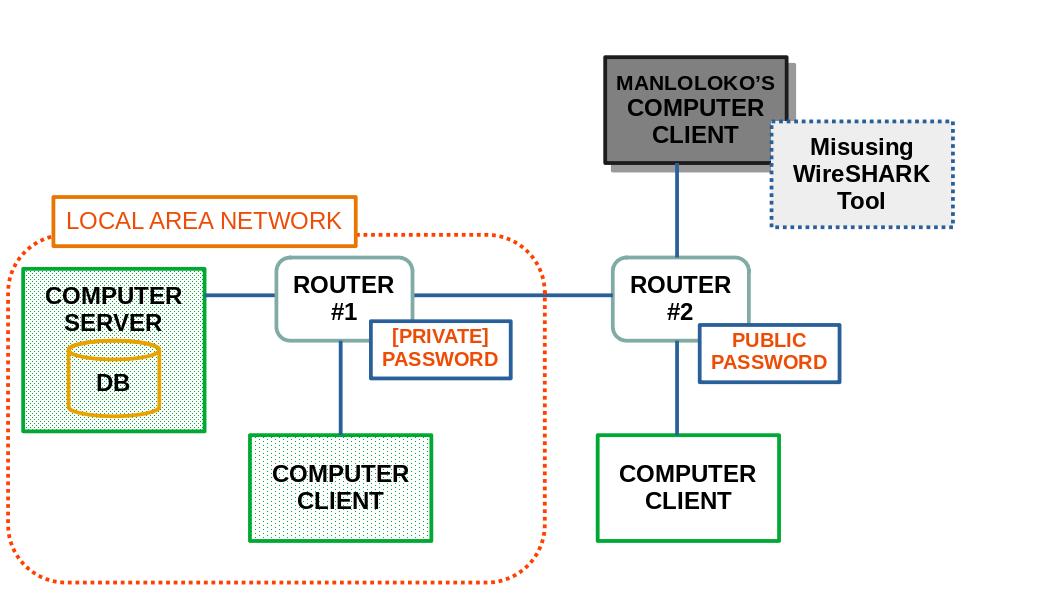 MANLOLOKO’S
COMPUTER
CLIENT
Misusing
WireSHARK
Tool
LOCAL AREA NETWORK
COMPUTER
SERVER
DB
ROUTER
#1
[PRIVATE]
PASSWORD
ROUTER
#2
PUBLIC
PASSWORD
COMPUTER
CLIENT
COMPUTER
CLIENT